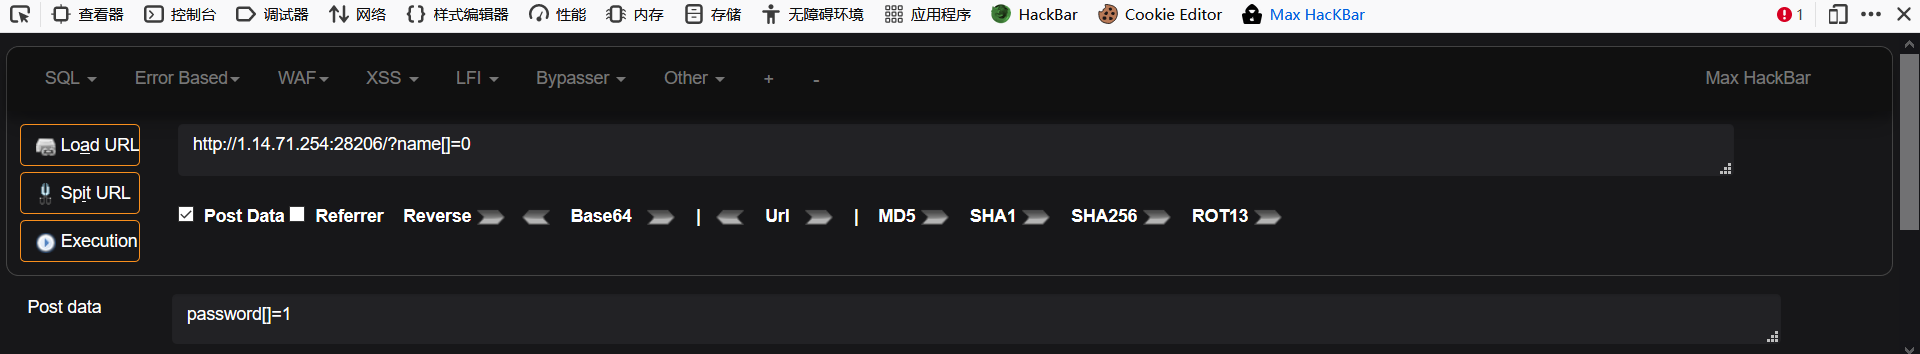 查看器 控制台 调试器 网络 样式编辑器 性能 内存 存储 无障碍环境 应用程序 HackBar Cookie Editor Max HacKBar 1
SQL Error Based WAF XSS LFI Bypasser Other + - Max HackBar
Load URL
http://1.14.71.254:28206/?name[]=0
Spit URL
Post Data Referrer Reverse Base64 | Url | MD5 SHA1 SHA256 ROT13
Execution
Post data
password[]=1